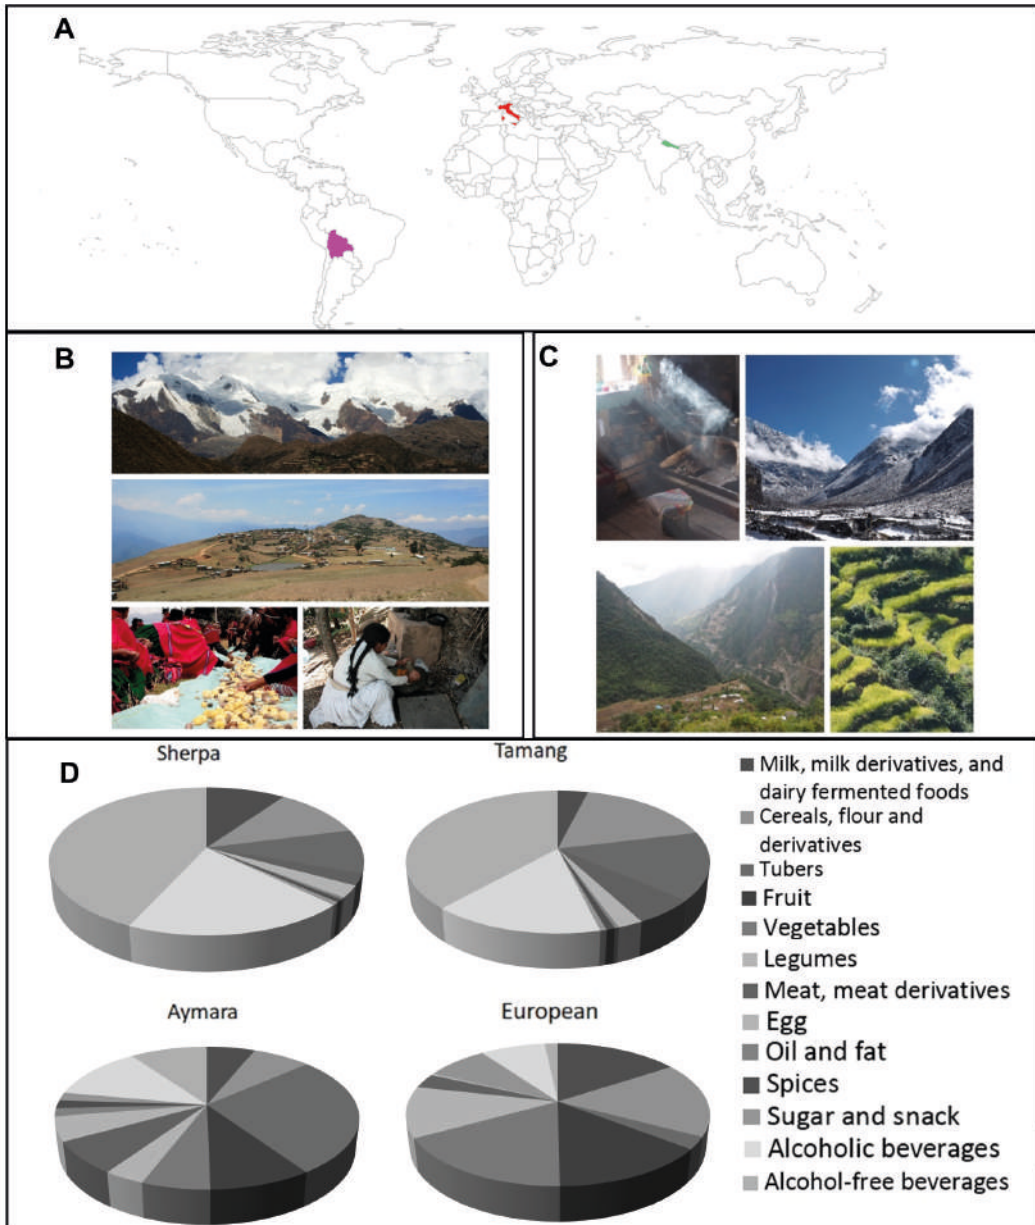 A
B
C
D
Sherpa
Tamang
Aymara
European
Milk, milk derivatives, and
dairy fermented foods
Cereals, flour and
derivatives
Tubers
Fruit
Vegetables
Legumes
Meat, meat derivatives
Egg
Oil and fat
Spices
Sugar and snack
Alcoholic beverages
Alcohol-free beverages